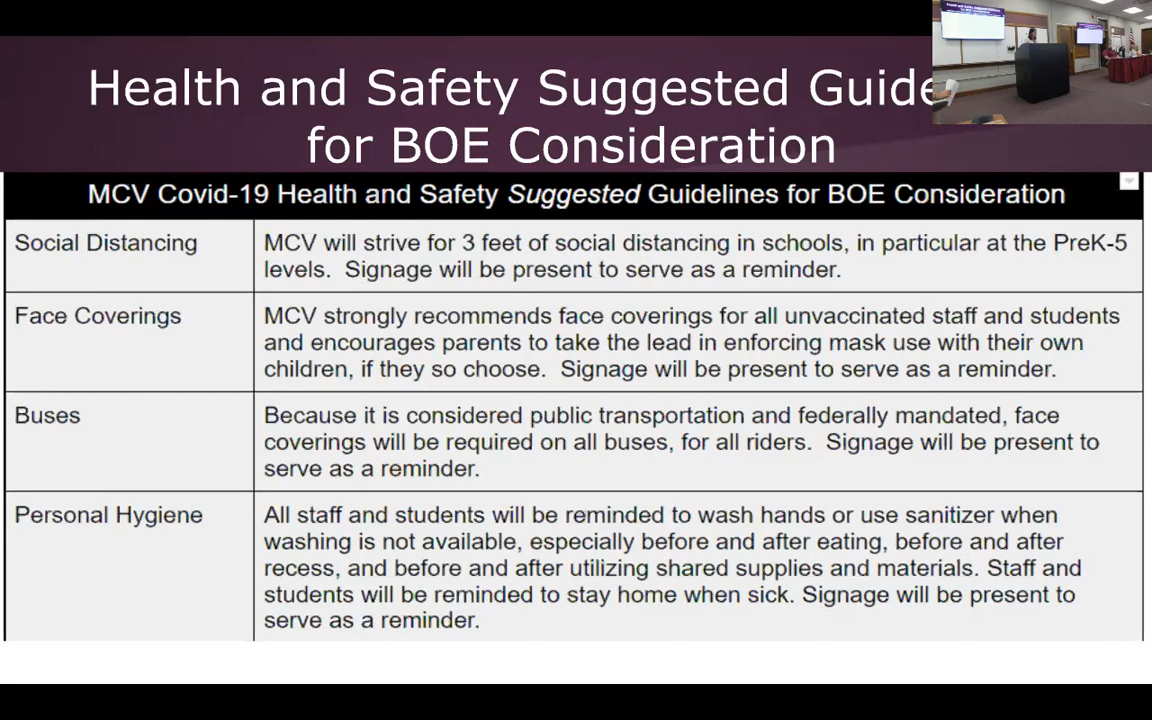 Health and Safety Suggested Guide
for BOE Consideration
MCV Covid-19 Health and Safety Suggested Guidelines for BOE Consideration
Social Distancing
MCV will strive for 3 feet of social distancing in schools, in particular at the PreK-5
levels. Signage will be present to serve as a reminder.
Face Coverings
MCV strongly recommends face coverings for all unvaccinated staff and students
and encourages parents to take the lead in enforcing mask use with their own
children, if they so choose. Signage will be present to serve as a reminder.
Buses
Because it is considered public transportation and federally mandated, face
coverings will be required on all buses, for all riders. Signage will be present to
serve as a reminder.
Personal Hygiene
All staff and students will be reminded to wash hands or use sanitizer when
washing is not available, especially before and after eating, before and after
recess, and before and after utilizing shared supplies and materials. Staff and
students will be reminded to stay home when sick. Signage will be present to
serve as a reminder.